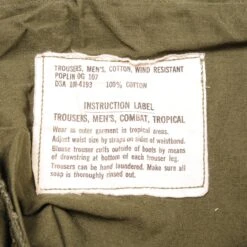 TROUSERS, MEN'S, COTTON, WIND RESISTANT
POPLIN OG 107
DSA 100-4193 100% COTTON
INSTRUCTION LABEL
TROUSERS, MEN'S, COMBAT, TROPICAL
Wear as outer garment in tropical areas.
Adjust waist size by straps on sides of waistband.
Blouse trouser cuffs outside of boots by means
of drawstring at bottom of each trouser leg.
Trousers can be hand laundered. Make sure all
soap is thoroughly rinsed out.